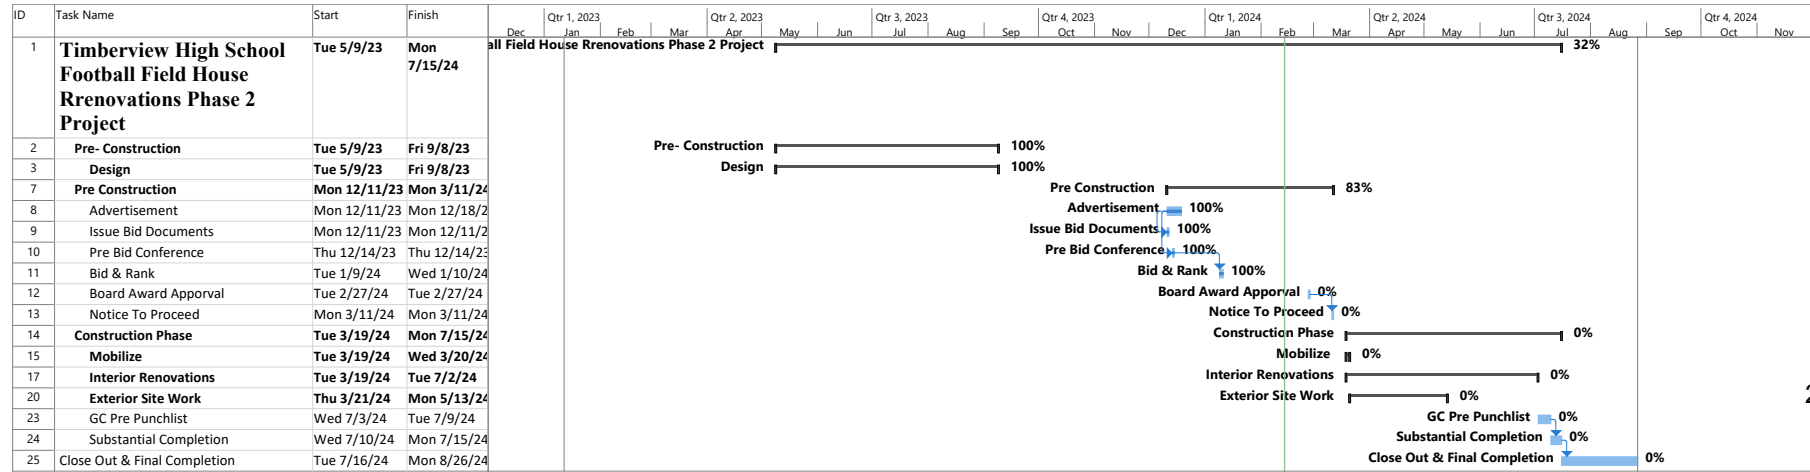 ID Task Name Start Finish
Qtr 1, 2023 Qtr 2, 2023 Qtr 3, 2023 Qtr 4, 2023 Qtr 1, 2024 Qtr 2, 2024 Qtr 3, 2024 Qtr 4, 2024
Dec Jan Feb Mar Apr May Jun Jul Aug Sep Oct Nov Dec Jan Feb Mar Apr May Jun Jul Aug Sep Oct Nov
1 Timberview High School Tue 5/9/23 Mon all Field House Rrenovations Phase 2 Project 32%
Football Field House 7/15/24
Rrenovations Phase 2
Project
2 Pre- Construction Tue 5/9/23 Fri 9/8/23 Pre- Construction 100%
3 Design Tue 5/9/23 Fri 9/8/23 Design 100%
7 Pre Construction Mon 12/11/23 Mon 3/11/24 Pre Construction 83%
8 Advertisement Mon 12/11/23 Mon 12/18/2 Advertisement 100%
9 Issue Bid Documents Mon 12/11/23 Mon 12/11/2 Issue Bid Documents 100%
10 Pre Bid Conference Thu 12/14/23 Thu 12/14/23 Pre Bid Conference 100%
11 Bid & Rank Tue 1/9/24 Wed 1/10/24 Bid & Rank 100%
12 Board Award Apporval Tue 2/27/24 Tue 2/27/24 Board Award Apporval 0%
13 Notice To Proceed Mon 3/11/24 Mon 3/11/24 Notice To Proceed 0%
14 Construction Phase Tue 3/19/24 Mon 7/15/24 Construction Phase 0%
15 Mobilize Tue 3/19/24 Wed 3/20/24 Mobilize 0%
17 Interior Renovations Tue 3/19/24 Tue 7/2/24 Interior Renovations 0%
20 Exterior Site Work Thu 3/21/24 Mon 5/13/24 Exterior Site Work 0%
23 GC Pre Punchlist Wed 7/3/24 Tue 7/9/24 GC Pre Punchlist 0%
24 Substantial Completion Wed 7/10/24 Mon 7/15/24 Substantial Completion 0%
25 Close Out & Final Completion Tue 7/16/24 Mon 8/26/24 Close Out & Final Completion 0%